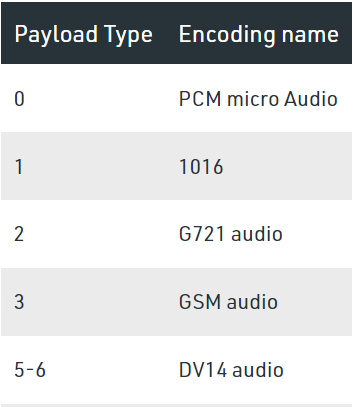 Payload Type Encoding name
0 PCM micro Audio
1 1016
2 G721 audio
3 GSM audio
5-6 DV14 audio